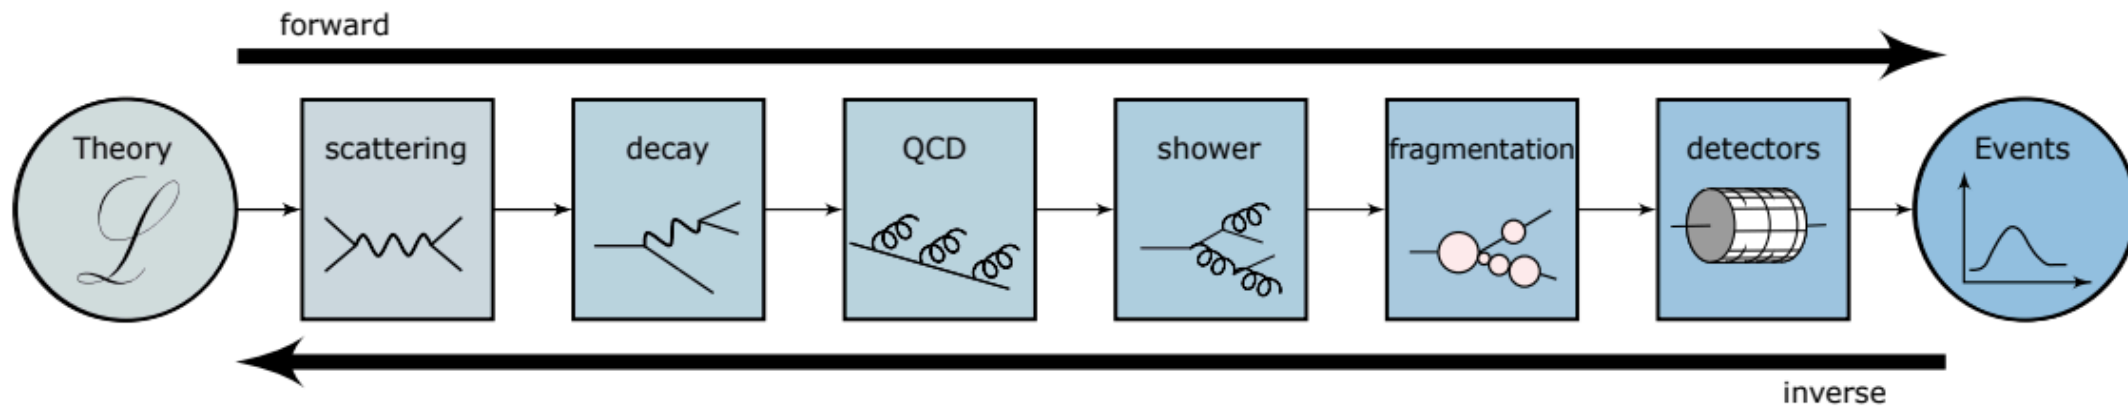 forward
Theory
ℒ
scattering
decay
QCD
shower
fragmentation
detectors
Events
inverse